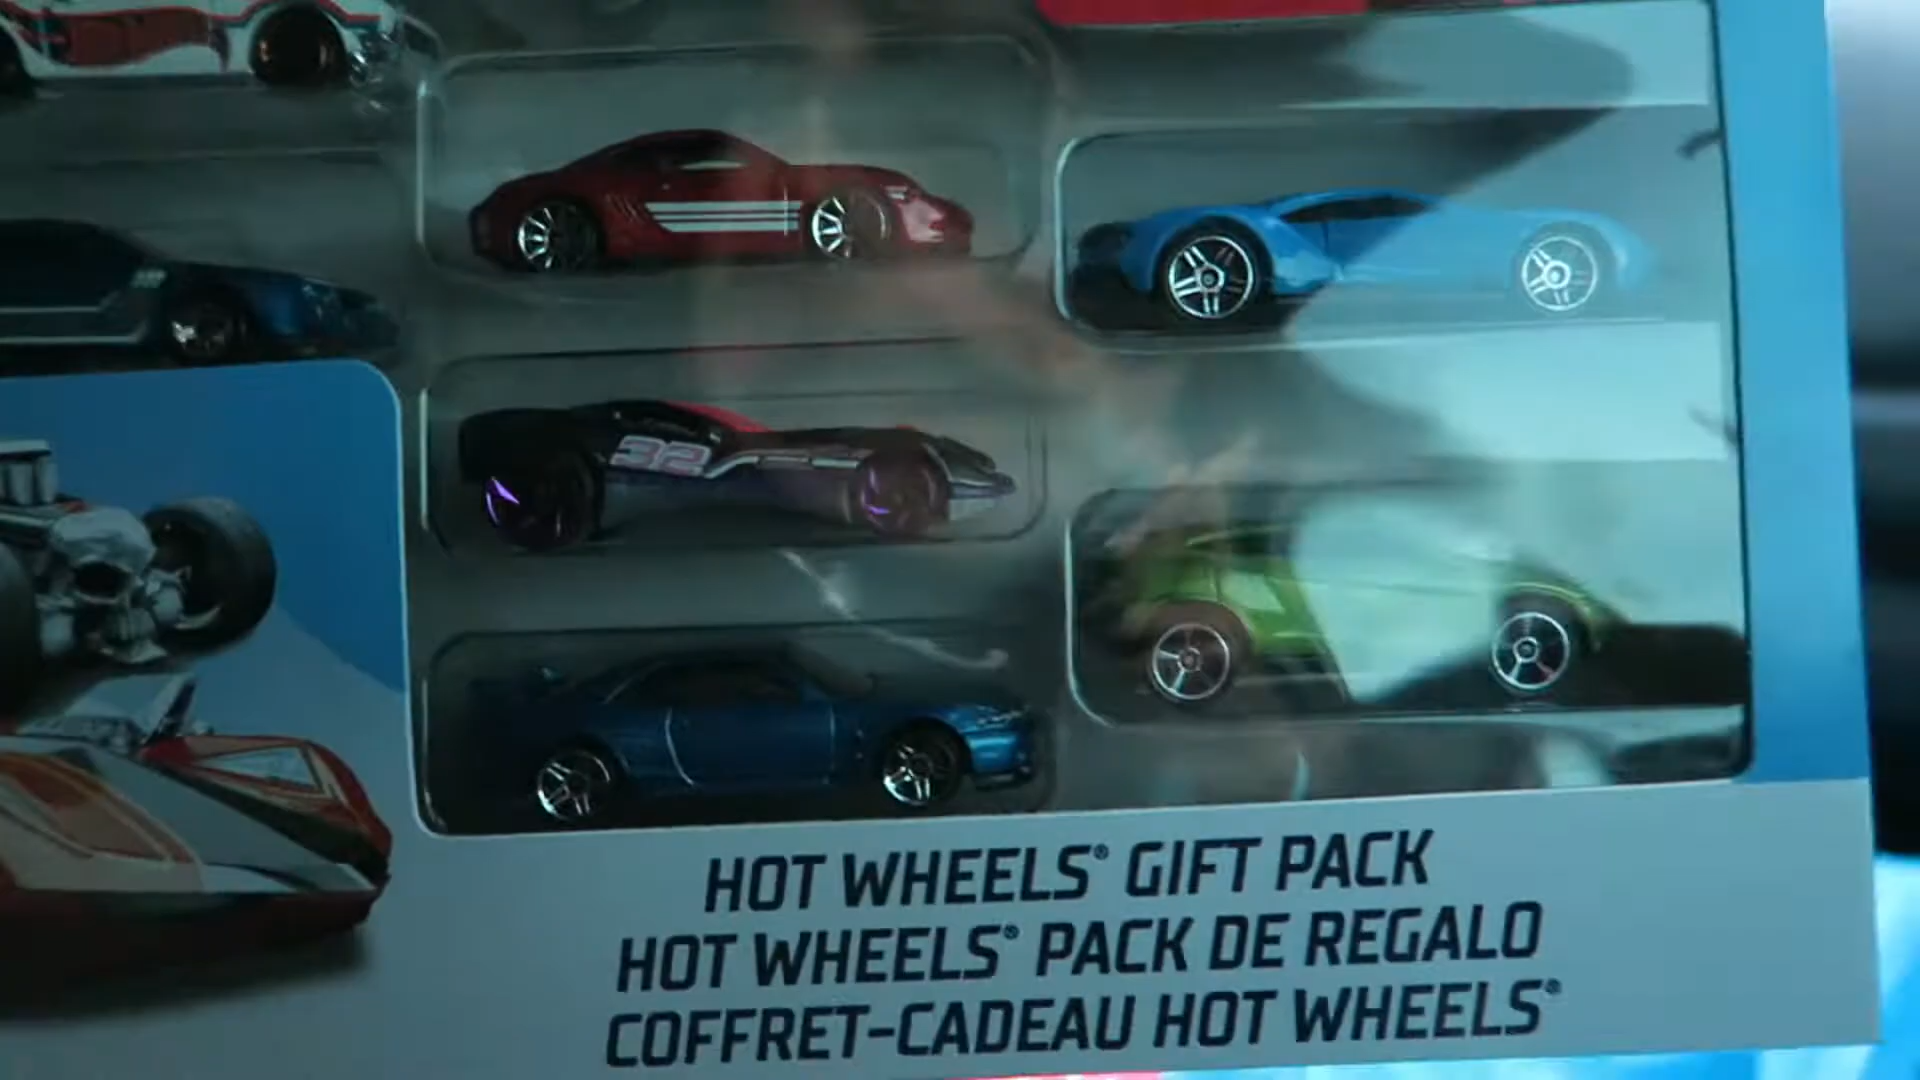 32
HOT WHEELS® GIFT PACK
HOT WHEELS® PACK DE REGALO
COFFRET-CADEAU HOT WHEELS®